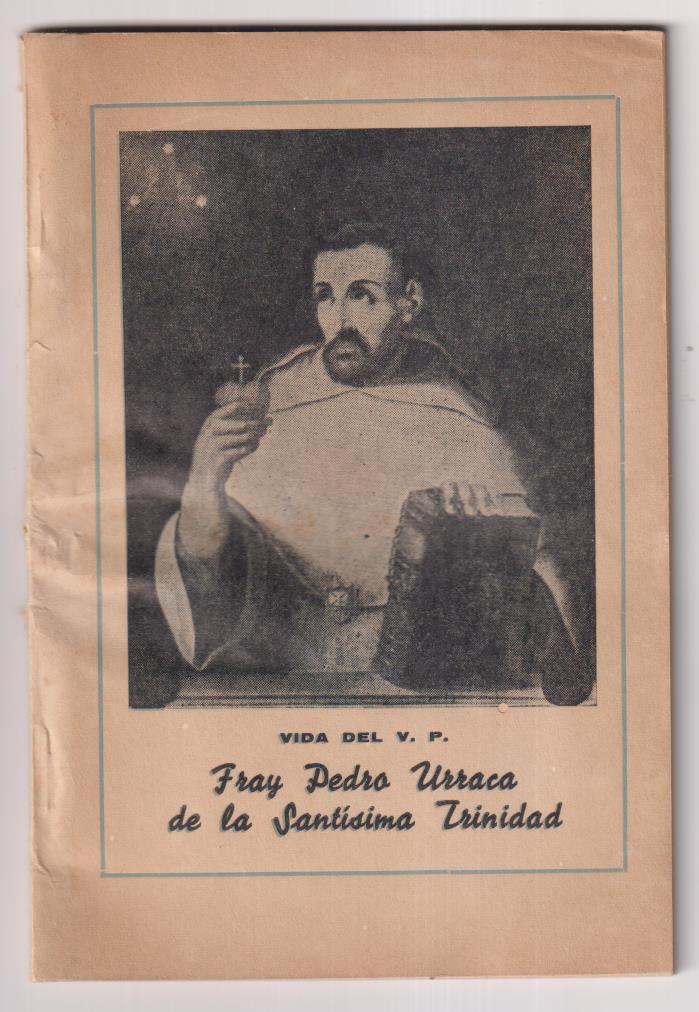 VIDA DEL V. P.
Fray Pedro Urraca
de la Santísima Trinidad